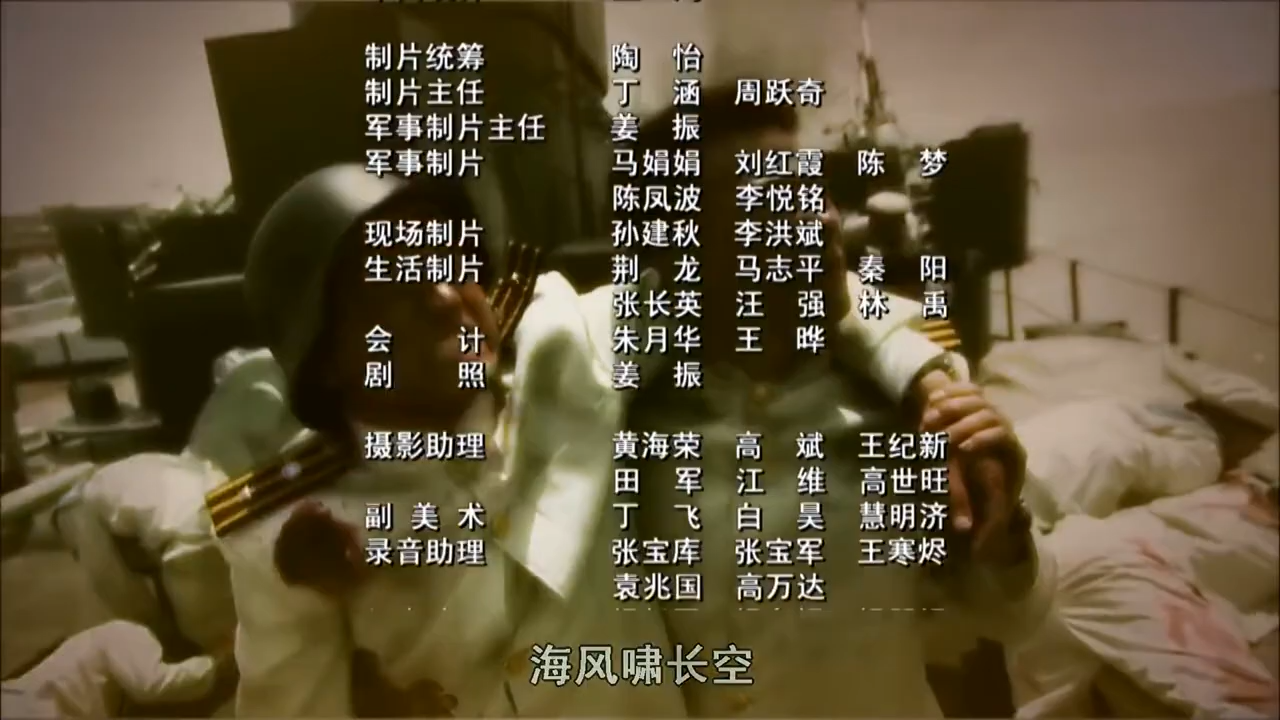 制片统筹 陶 怡
制片主任 丁 涵 周跃奇
军事制片主任 姜 振
军事制片 马娟娟 刘红霞 陈 梦
陈凤波 李悦铭
现场制片 孙建秋 李洪斌
生活制片 荆 龙 马志平 秦 阳
张长英 汪 强 林 禹
会 计 朱月华 王 晔
剧 照 姜 振
摄影助理 黄海荣 高 斌 王纪新
田 军 江 维 高世旺
副 美 术 丁 飞 白 昊 慧明济
录音助理 张宝库 张宝军 王寒烬
袁兆国 高万达
海风啸长空